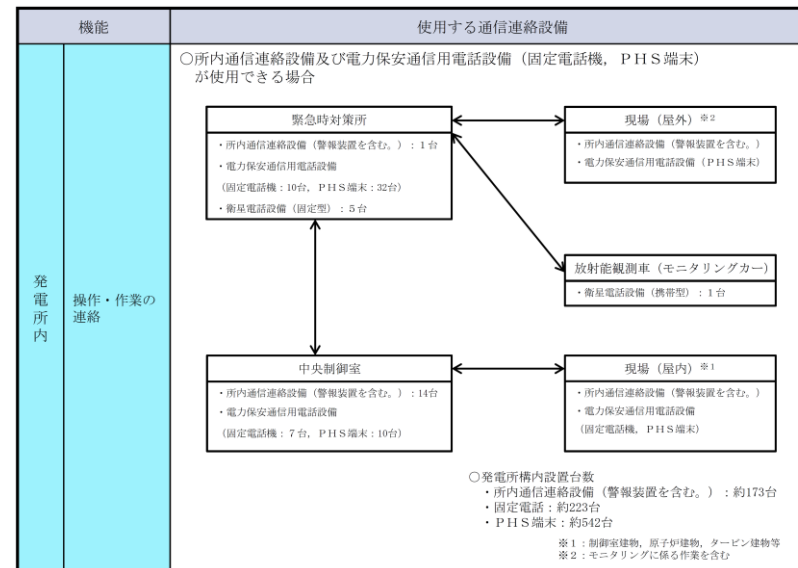 機能
使用する通信連絡設備
発電所内
操作・作業の
連絡
○所内通信連絡設備及び電力保安通信用電話設備（固定電話機，ＰＨＳ端末）
が使用できる場合
緊急時対策所
・所内通信連絡設備（警報装置を含む。）：１台
・電力保安通信用電話設備
（固定電話機：10台，ＰＨＳ端末：32台）
・衛星電話設備（固定型）：５台
現場（屋外）※2
・所内通信連絡設備（警報装置を含む。）
・電力保安通信用電話設備（ＰＨＳ端末）
放射能観測車（モニタリングカー）
・衛星電話設備（携帯型）：１台
中央制御室
・所内通信連絡設備（警報装置を含む。）：14台
・電力保安通信用電話設備
（固定電話機：７台，ＰＨＳ端末：10台）
現場（屋内）※1
・所内通信連絡設備（警報装置を含む。）
・電力保安通信用電話設備
（固定電話機，ＰＨＳ端末）
○発電所構内設置台数
・所内通信連絡設備（警報装置を含む。）：約173台
・固定電話：約223台
・ＰＨＳ端末：約542台
※１：制御室建物，原子炉建物，タービン建物等
※２：モニタリングに係る作業を含む